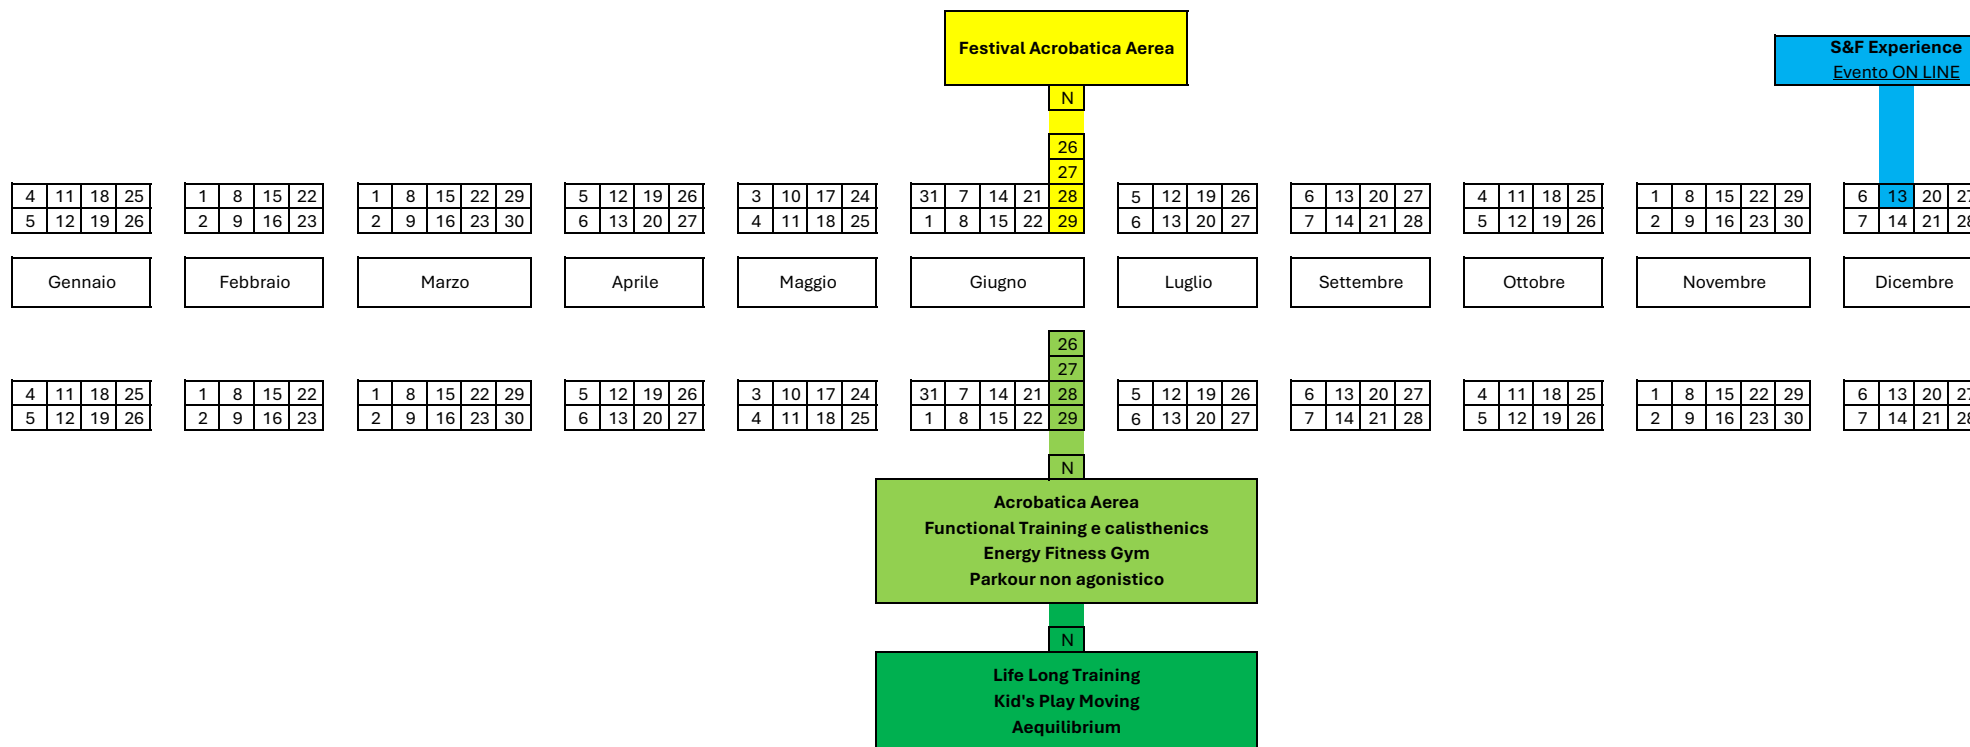 Festival Acrobatica Aerea
S&F Experience
Evento ON LINE
N
26
27
4 11 18 25 1 8 15 22 1 8 15 22 29 5 12 19 26 3 10 17 24 31 7 14 21 28 5 12 19 26 6 13 20 27 4 11 18 25 1 8 15 22 29 6 13 20 27
5 12 19 26 2 9 16 23 2 9 16 23 30 6 13 20 27 4 11 18 25 1 8 15 22 29 6 13 20 27 7 14 21 28 5 12 19 26 2 9 16 23 30 7 14 21 28
Gennaio Febbraio Marzo Aprile Maggio Giugno Luglio Settembre Ottobre Novembre Dicembre
26
27
4 11 18 25 1 8 15 22 1 8 15 22 29 5 12 19 26 3 10 17 24 31 7 14 21 28 5 12 19 26 6 13 20 27 4 11 18 25 1 8 15 22 29 6 13 20 27
5 12 19 26 2 9 16 23 2 9 16 23 30 6 13 20 27 4 11 18 25 1 8 15 22 29 6 13 20 27 7 14 21 28 5 12 19 26 2 9 16 23 30 7 14 21 28
N
Acrobatica Aerea
Functional Training e calisthenics
Energy Fitness Gym
Parkour non agonistico
N
Life Long Training
Kid's Play Moving
Aequilibrium